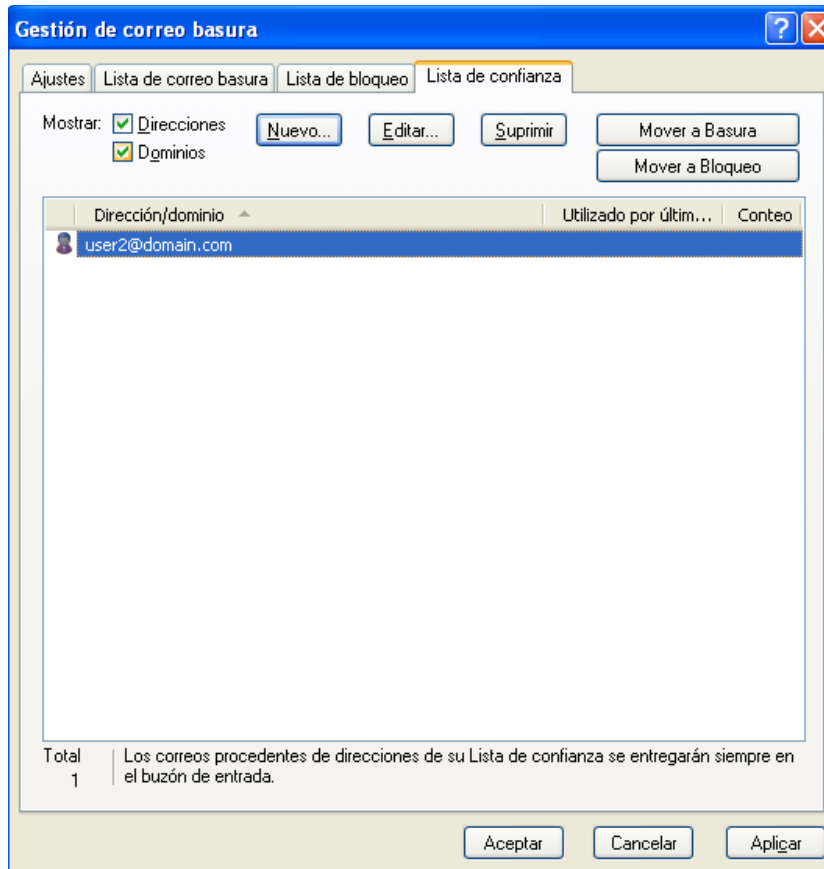 Gestión de correo basura
Ajustes Lista de correo basura Lista de bloqueo Lista de confianza
Mostrar: Direcciones Nuevo... Editar... Suprimir Mover a Basura
Dominios Mover a Bloqueo
Dirección/dominio Utilizado por últim... Conteo
user2@domain.com
Total Los correos procedentes de direcciones de su Lista de confianza se entregarán siempre en
1 el buzón de entrada.
Aceptar Cancelar Aplicar